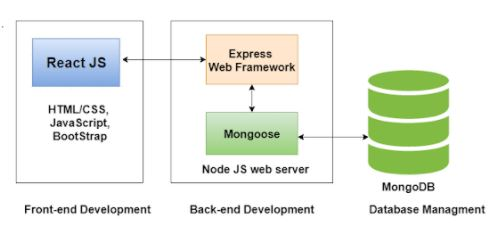 React JS
HTML/CSS,
JavaScript,
BootStrap
Express
Web Framework
Mongoose
Node JS web server
MongoDB
Front-end Development
Back-end Development
Database Managment